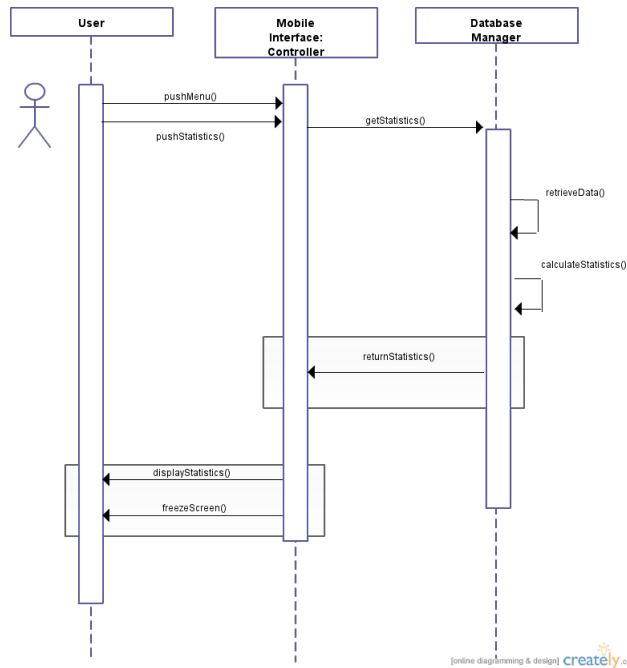 User
Mobile
Interface:
Controller
Database
Manager
pushMenu()
pushStatistics()
getStatistics()
retrieveData()
calculateStatistics()
returnStatistics()
displayStatistics()
freezeScreen()
[online diagramming & design] creately.c